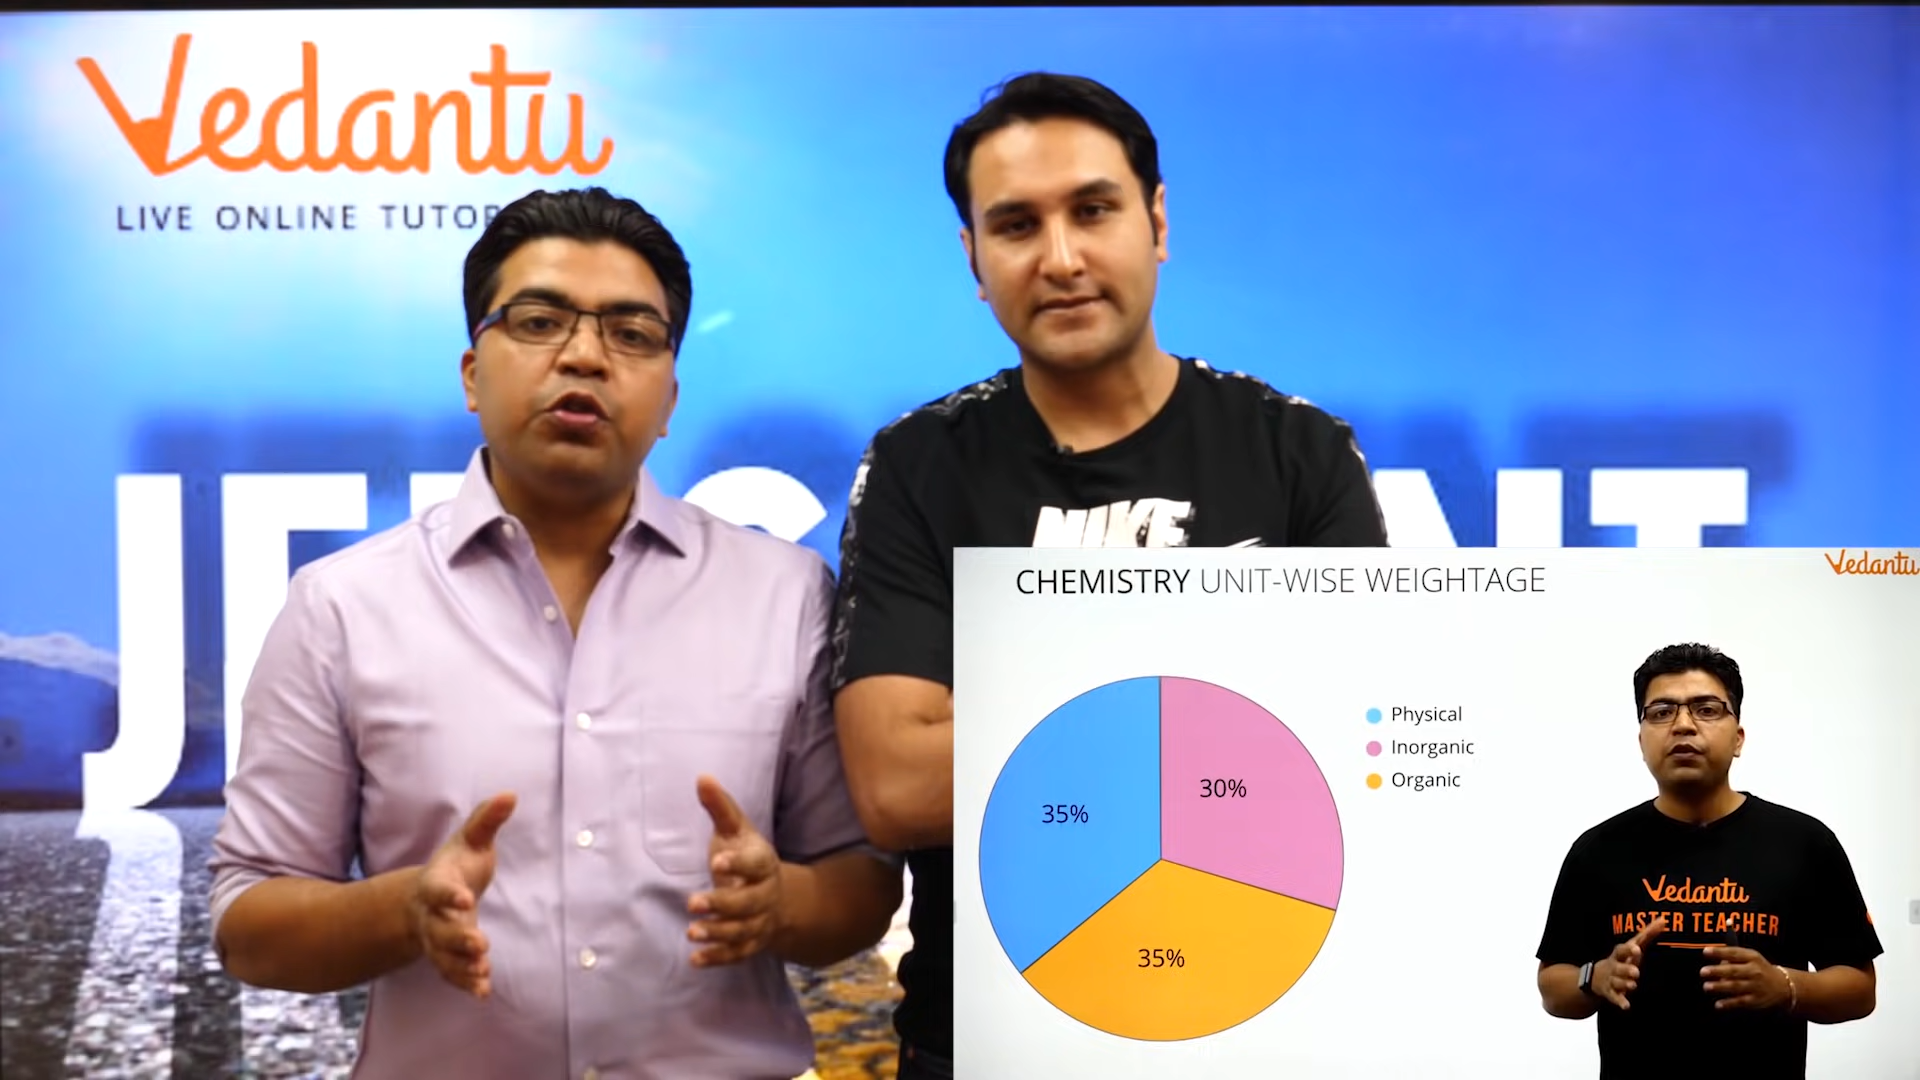 Vedantu
LIVE ONLINE TUTOR
NIKE
CHEMISTRY UNIT-WISE WEIGHTAGE
Vedantu
35%
30%
35%
Physical
Inorganic
Organic
Vedantu
MASTER TEACHER